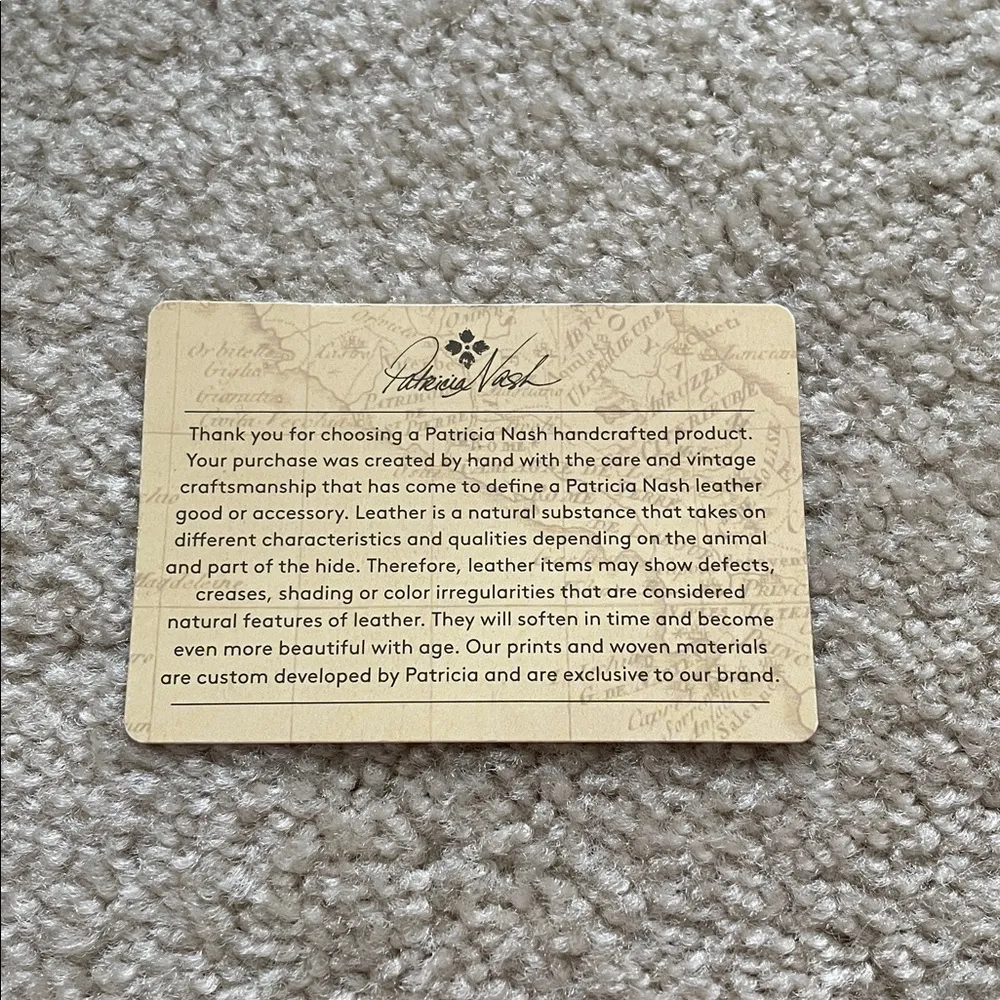 Patricia Nash
Thank you for choosing a Patricia Nash handcrafted product.
Your purchase was created by hand with the care and vintage
craftsmanship that has come to define a Patricia Nash leather
good or accessory. Leather is a natural substance that takes on
different characteristics and qualities depending on the animal
and part of the hide. Therefore, leather items may show defects,
creases, shading or color irregularities that are considered
natural features of leather. They will soften in time and become
even more beautiful with age. Our prints and woven materials
are custom developed by Patricia and are exclusive to our brand.